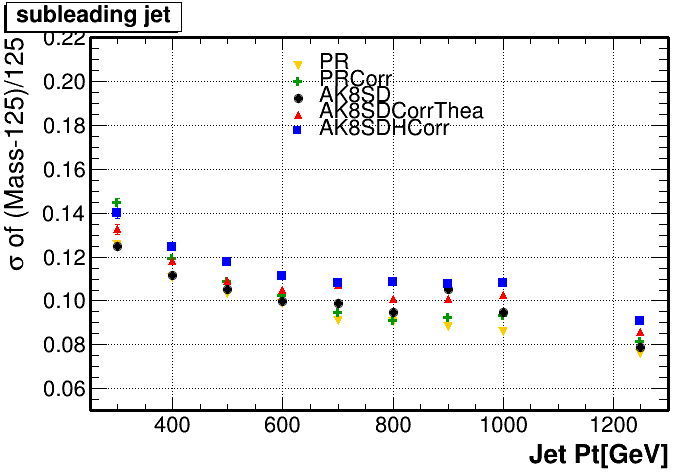 subleading jet
σ of (Mass-125)/125
0.22
0.20
0.18
0.16
0.14
0.12
0.10
0.08
0.06
PR
PRCorr
AK8SD
AK8SDCorrThea
AK8SDHCorr
400 600 800 1000 1200
Jet Pt[GeV]